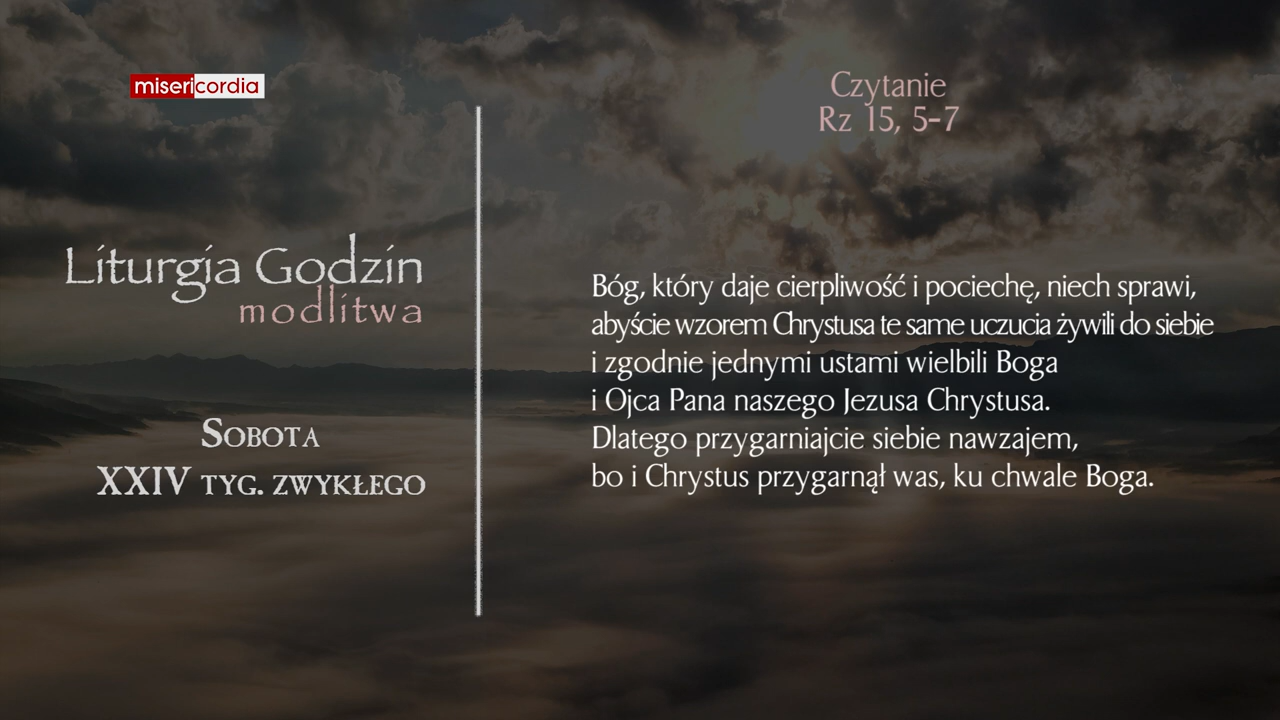 misericordia
Liturgia Godzin
modlitwa
Sobota
XXIV tyg. zwykłego
Czytanie
Rz 15, 5-7
Bóg, który daje cierpliwość i pociechę, niech sprawi,
abyście wzorem Chrystusa te same uczucia żywili do siebie
i zgodnie jednymi ustami wielbili Boga
i Ojca Pana naszego Jezusa Chrystusa.
Dlatego przygarniajcie siebie nawzajem,
bo i Chrystus przygarnął was, ku chwale Boga.